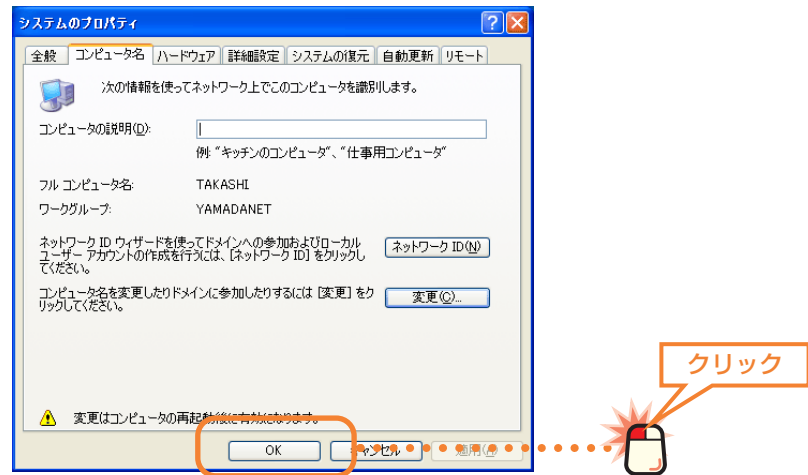 システムのプロパティ
全般 コンピュータ名 ハードウェア 詳細設定 システムの復元 自動更新 リモート
次の情報を使ってネットワーク上でこのコンピュータを識別します。
コンピュータの説明(D):
例: "キッチンのコンピュータ"、"仕事用コンピュータ"
フル コンピュータ名: TAKASHI
ワークグループ: YAMADANET
ネットワーク ID ウィザードを使ってドメインへの参加およびローカル
ユーザー アカウントの作成を行うには、[ネットワーク ID] をクリックし
てください。
ネットワーク ID(N)
コンピュータ名を変更したりドメインに参加したりするには [変更] をク
リックしてください。
変更(C)...
クリック
変更はコンピュータの再起動後に有効になります。
OK キャンセル 適用(A)